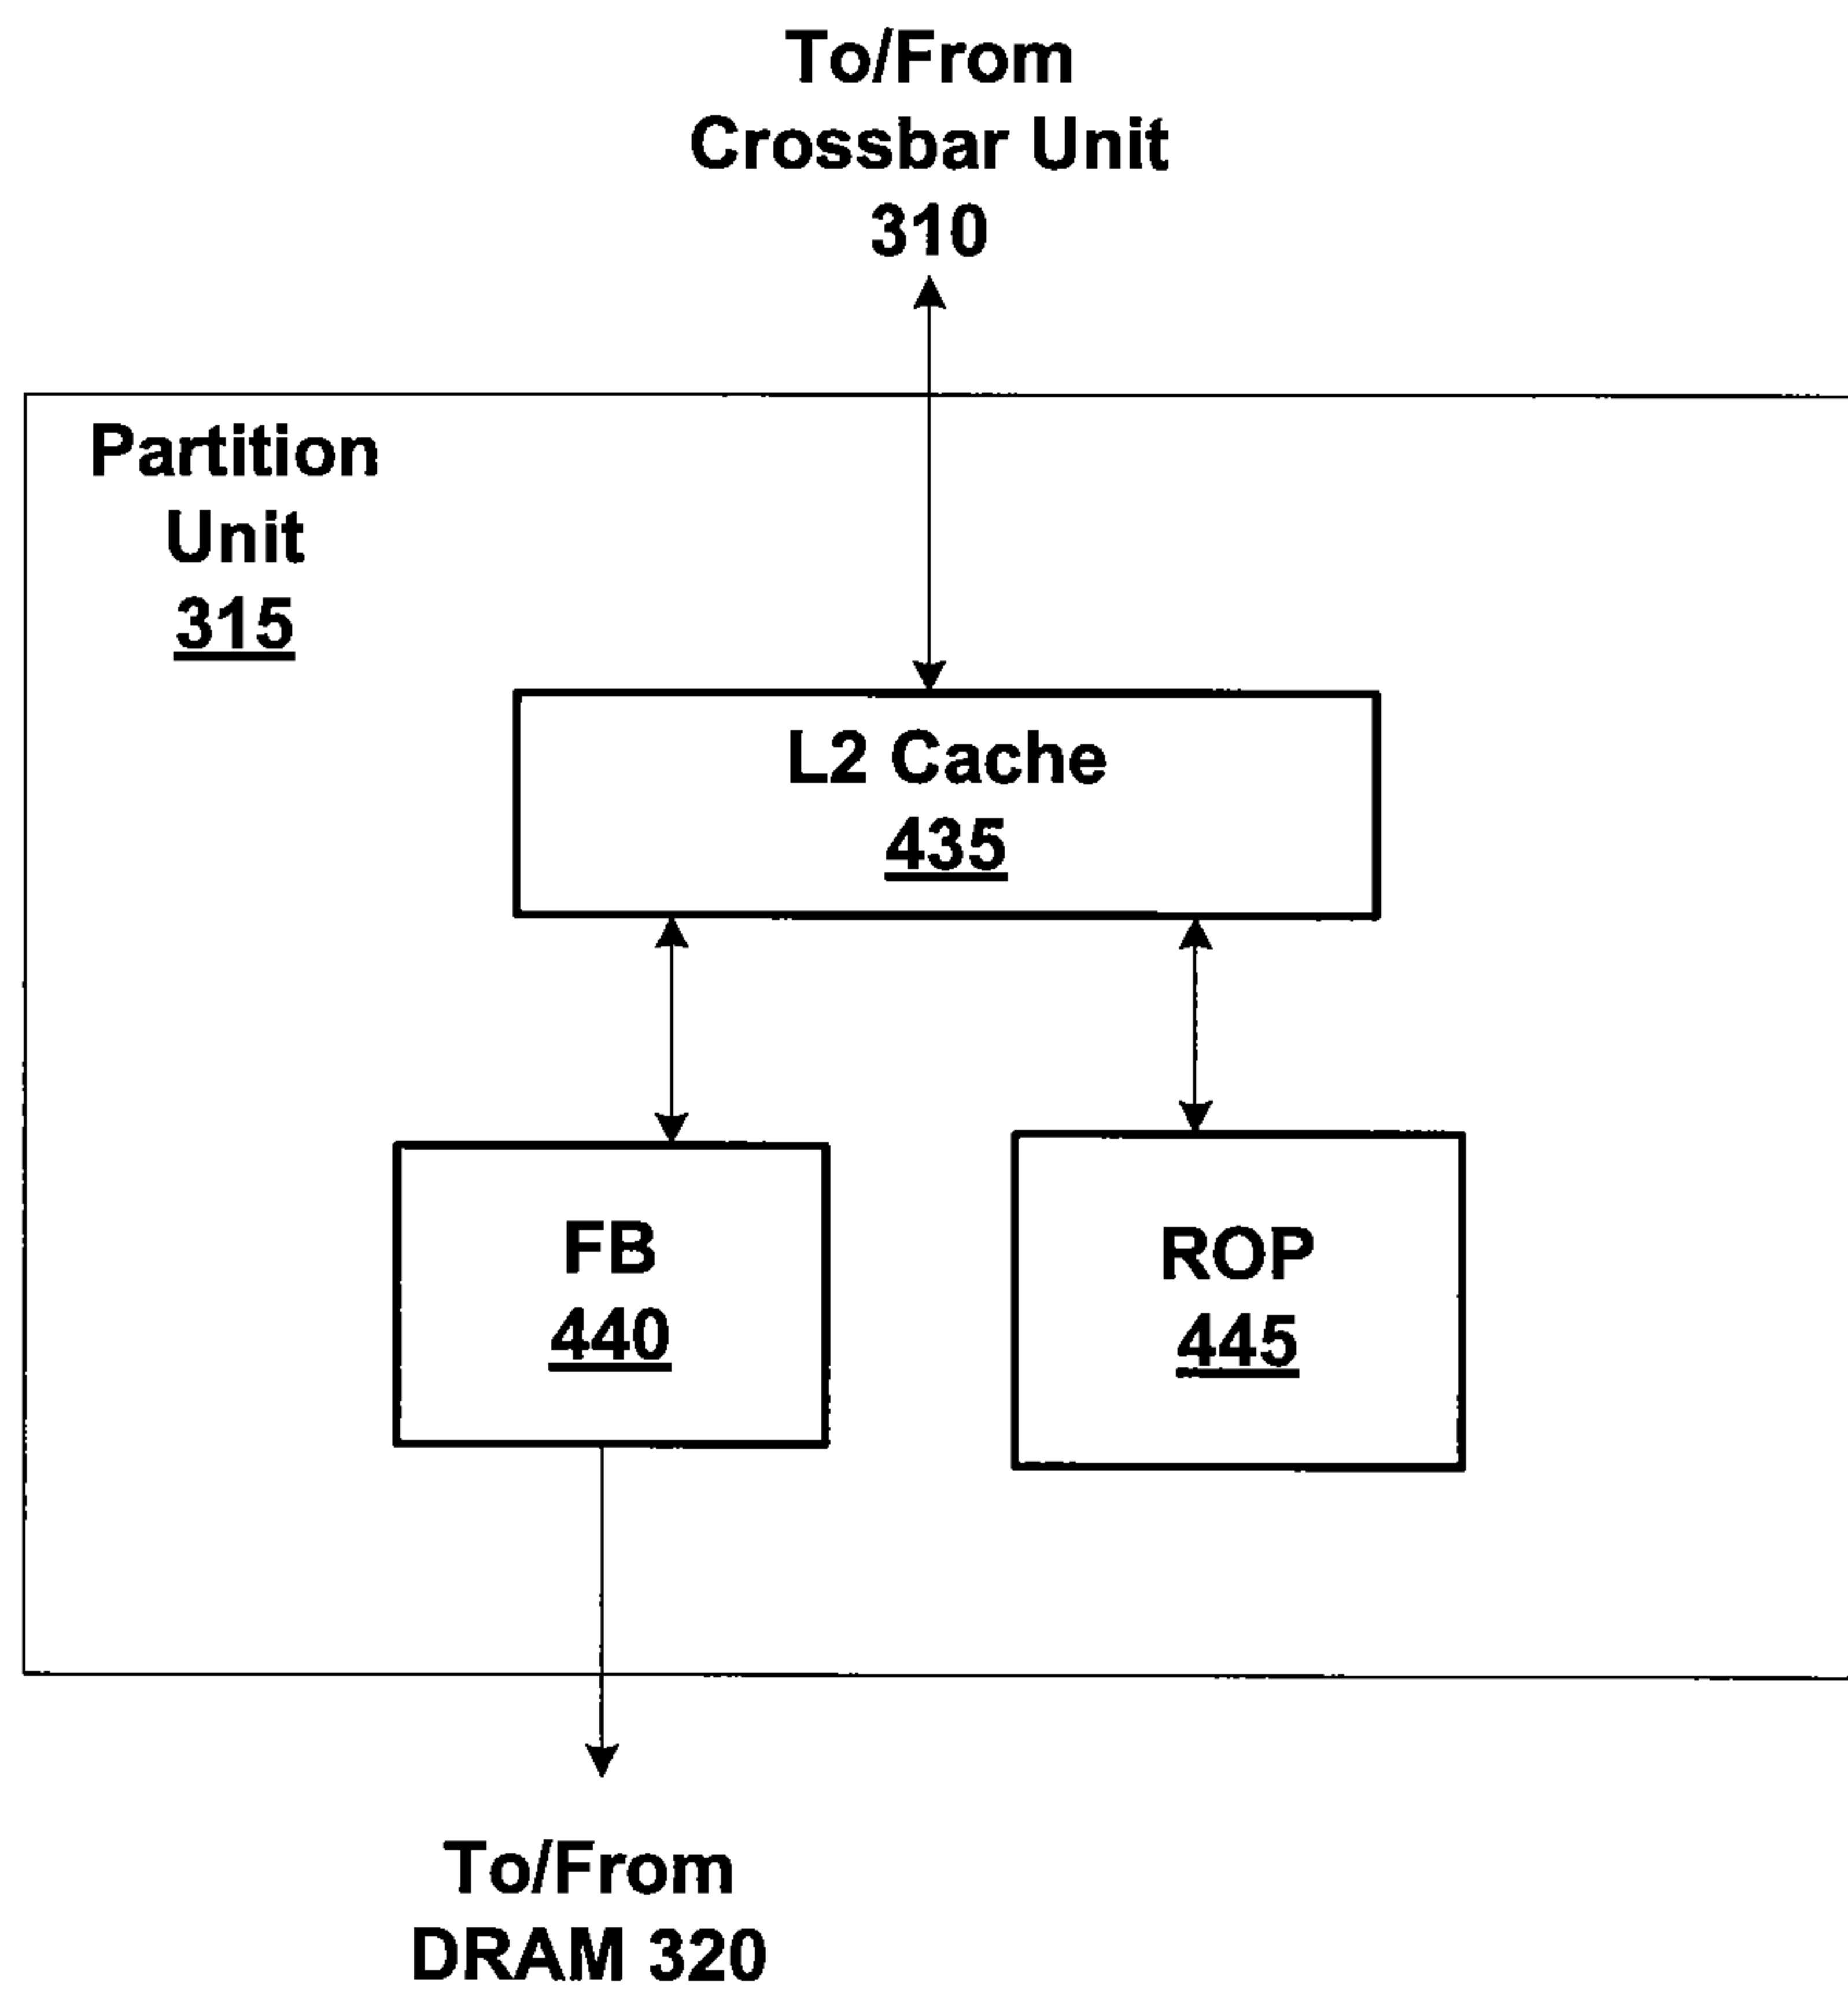 To/From
Crossbar Unit
310
Partition
Unit
315
L2 Cache
435
FB
440
ROP
445
To/From
DRAM 320